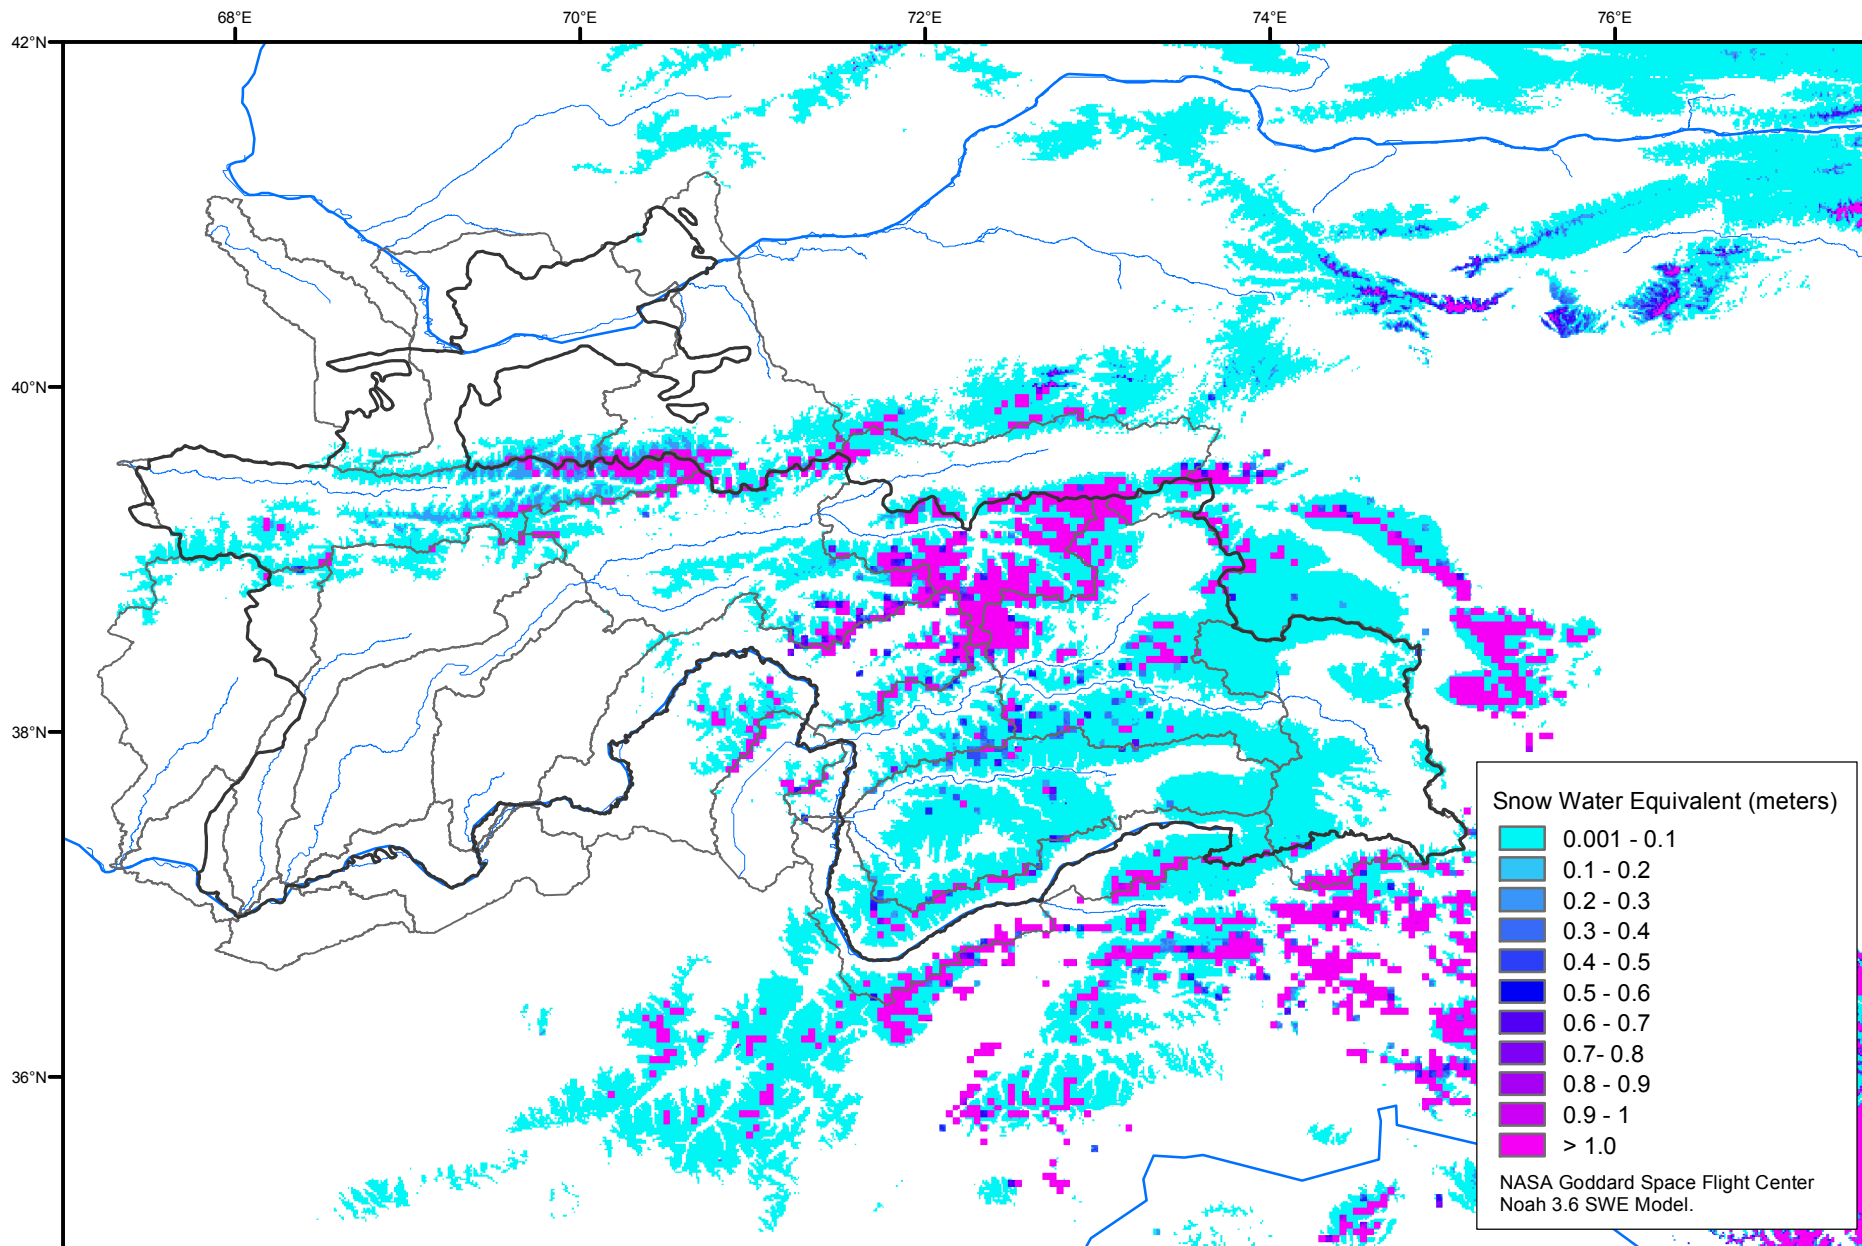 68°E 70°E 72°E 74°E 76°E
42°N
40°N
38°N
36°N
Snow Water Equivalent (meters)
0.001 - 0.1
0.1 - 0.2
0.2 - 0.3
0.3 - 0.4
0.4 - 0.5
0.5 - 0.6
0.6 - 0.7
0.7- 0.8
0.8 - 0.9
0.9 - 1
> 1.0
NASA Goddard Space Flight Center
Noah 3.6 SWE Model.